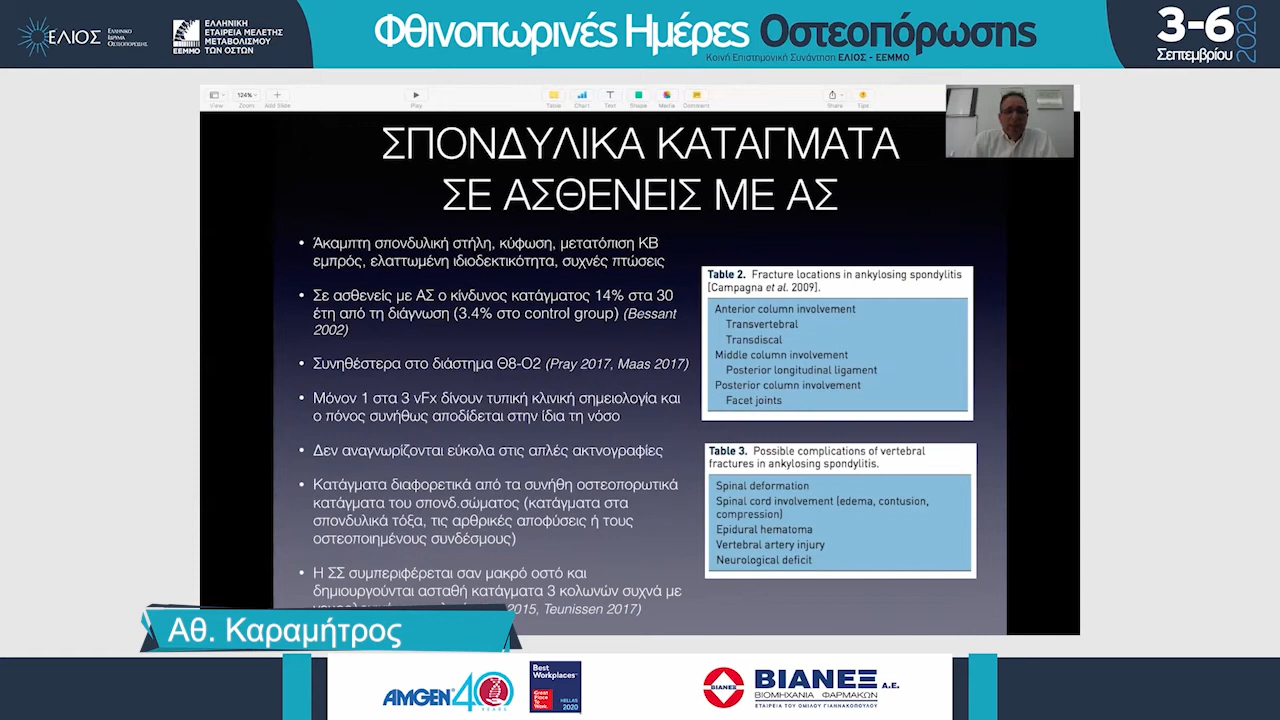 ΕΛΙΟΣ
ΕΛΛΗΝΙΚΟ
ΙΔΡΥΜΑ
ΟΣΤΕΟΠΟΡΩΣΗΣ
ΕΕΜΜΟ
ΕΛΛΗΝΙΚΗ
ΕΤΑΙΡΕΙΑ ΜΕΛΕΤΗΣ
ΜΕΤΑΒΟΛΙΣΜΟΥ
ΤΩΝ ΟΣΤΩΝ
Φθινοπωρινές Ημέρες Οστεοπόρωσης
Κοινή Επιστημονική Συνάντηση ΕΛΙΟΣ - ΕΕΜΜΟ
3-6
Σεπτεμβρίου
2020
124%
View
Zoom
Add Slide
Play
Table
Chart
Text
Shape
Media
Comment
Share
Tips
ΣΠΟΝΔΥΛΙΚΑ ΚΑΤΑΓΜΑΤΑ
ΣΕ ΑΣΘΕΝΕΙΣ ΜΕ ΑΣ
• Άκαμπτη σπονδυλική στήλη, κύφωση, μετατόπιση ΚΒ
εμπρός, ελαττωμένη ιδιοδεκτικότητα, συχνές πτώσεις
• Σε ασθενείς με ΑΣ ο κίνδυνος κατάγματος 14% στα 30
έτη από τη διάγνωση (3.4% στο control group) (Bessant
2002)
• Συνηθέστερα στο διάστημα Θ8-Ο2 (Pray 2017, Maas 2017)
• Μόνον 1 στα 3 vFx δίνουν τυπική κλινική σημειολογία και
ο πόνος συνήθως αποδίδεται στην ίδια τη νόσο
• Δεν αναγνωρίζονται εύκολα στις απλές ακτνογραφίες
• Κατάγματα διαφορετικά από τα συνήθη οστεοπορωτικά
κατάγματα του σπονδ.σώματος (κατάγματα στα
σπονδυλικά τόξα, τις αρθρικές αποφύσεις ή τους
οστεοποιημένους συνδέσμους)
• Η ΣΣ συμπεριφέρεται σαν μακρό οστό και
δημιουργούνται ασταθή κατάγματα 3 κολωνών συχνά με
2015, Teunissen 2017)
Table 2. Fracture locations in ankylosing spondylitis
[Campagna et al. 2009].
Anterior column involvement
Transvertebral
Transdiscal
Middle column involvement
Posterior longitudinal ligament
Posterior column involvement
Facet joints
Table 3. Possible complications of vertebral
fractures in ankylosing spondylitis.
Spinal deformation
Spinal cord involvement (edema, contusion,
compression)
Epidural hematoma
Vertebral artery injury
Neurological deficit
Αθ. Καραμήτρος
AMGEN 40
YEARS
Best
Workplaces™
Great
Place
To
Work
HELLAS
2020
ΒΙΑΝΕΞ
ΒΙΑΝΕΞ Α.Ε.
ΒΙΟΜΗΧΑΝΙΑ ΦΑΡΜΑΚΩΝ
ΕΤΑΙΡΕΙΑ ΤΟΥ ΟΜΙΛΟΥ ΓΙΑΝΝΑΚΟΠΟΥΛΟΥ